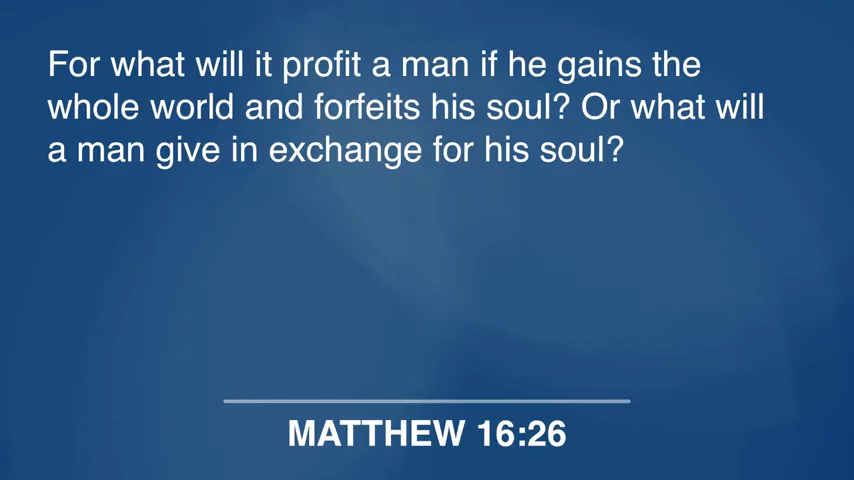 For what will it profit a man if he gains the
whole world and forfeits his soul? Or what will
a man give in exchange for his soul?
MATTHEW 16:26